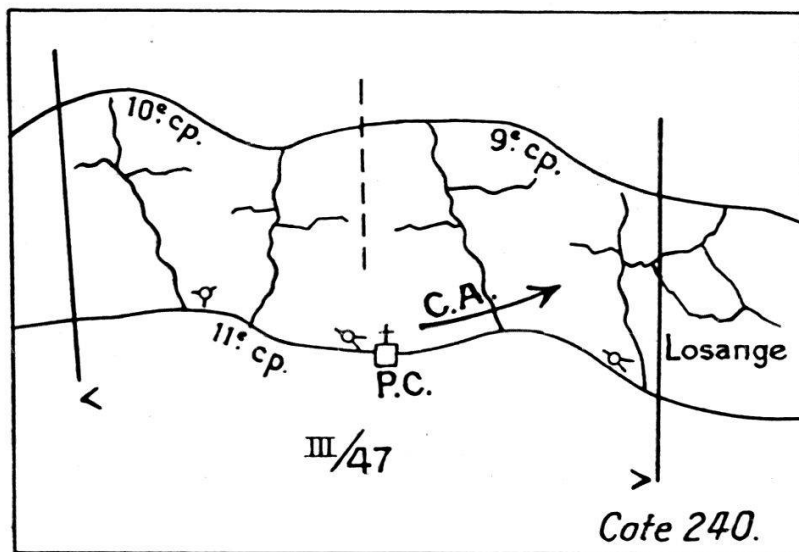 10e. cp.
9e. cp.
C.A.
11e. cp.
Losange
P.C.
III/47
Cote 240.